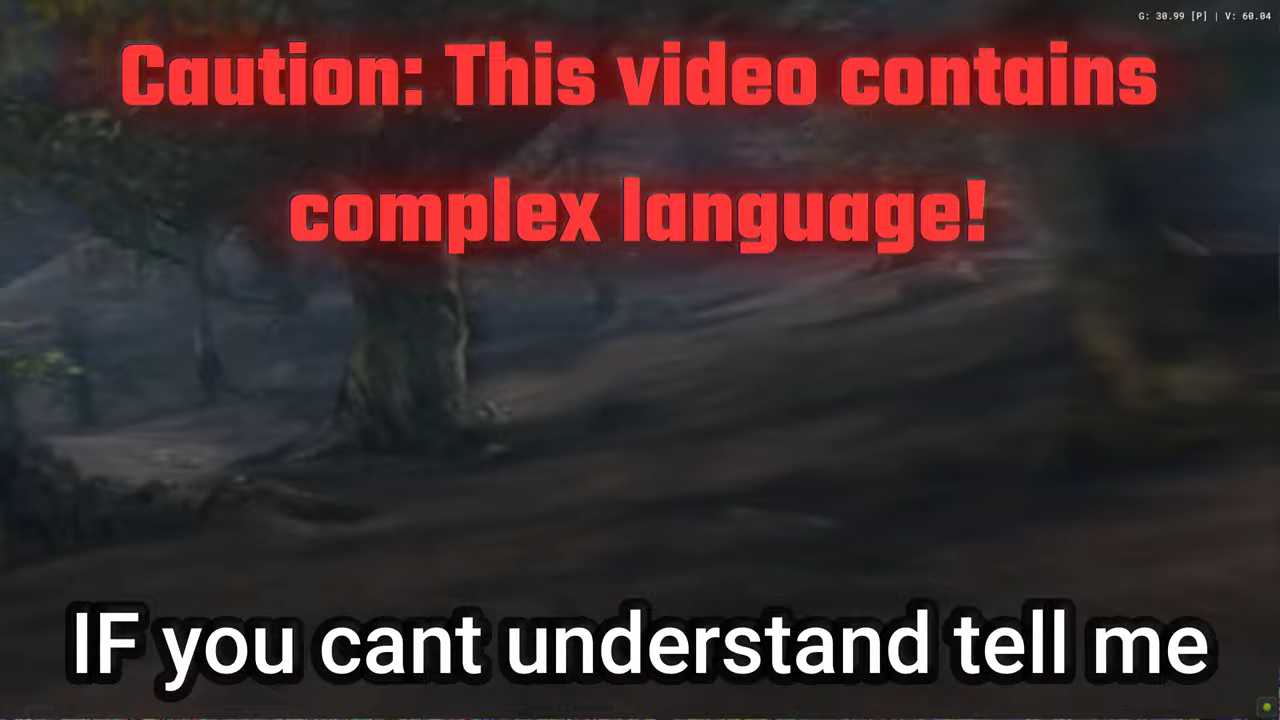 G: 30.99 [P] | V: 60.04
Caution: This video contains
complex language!
IF you cant understand tell me